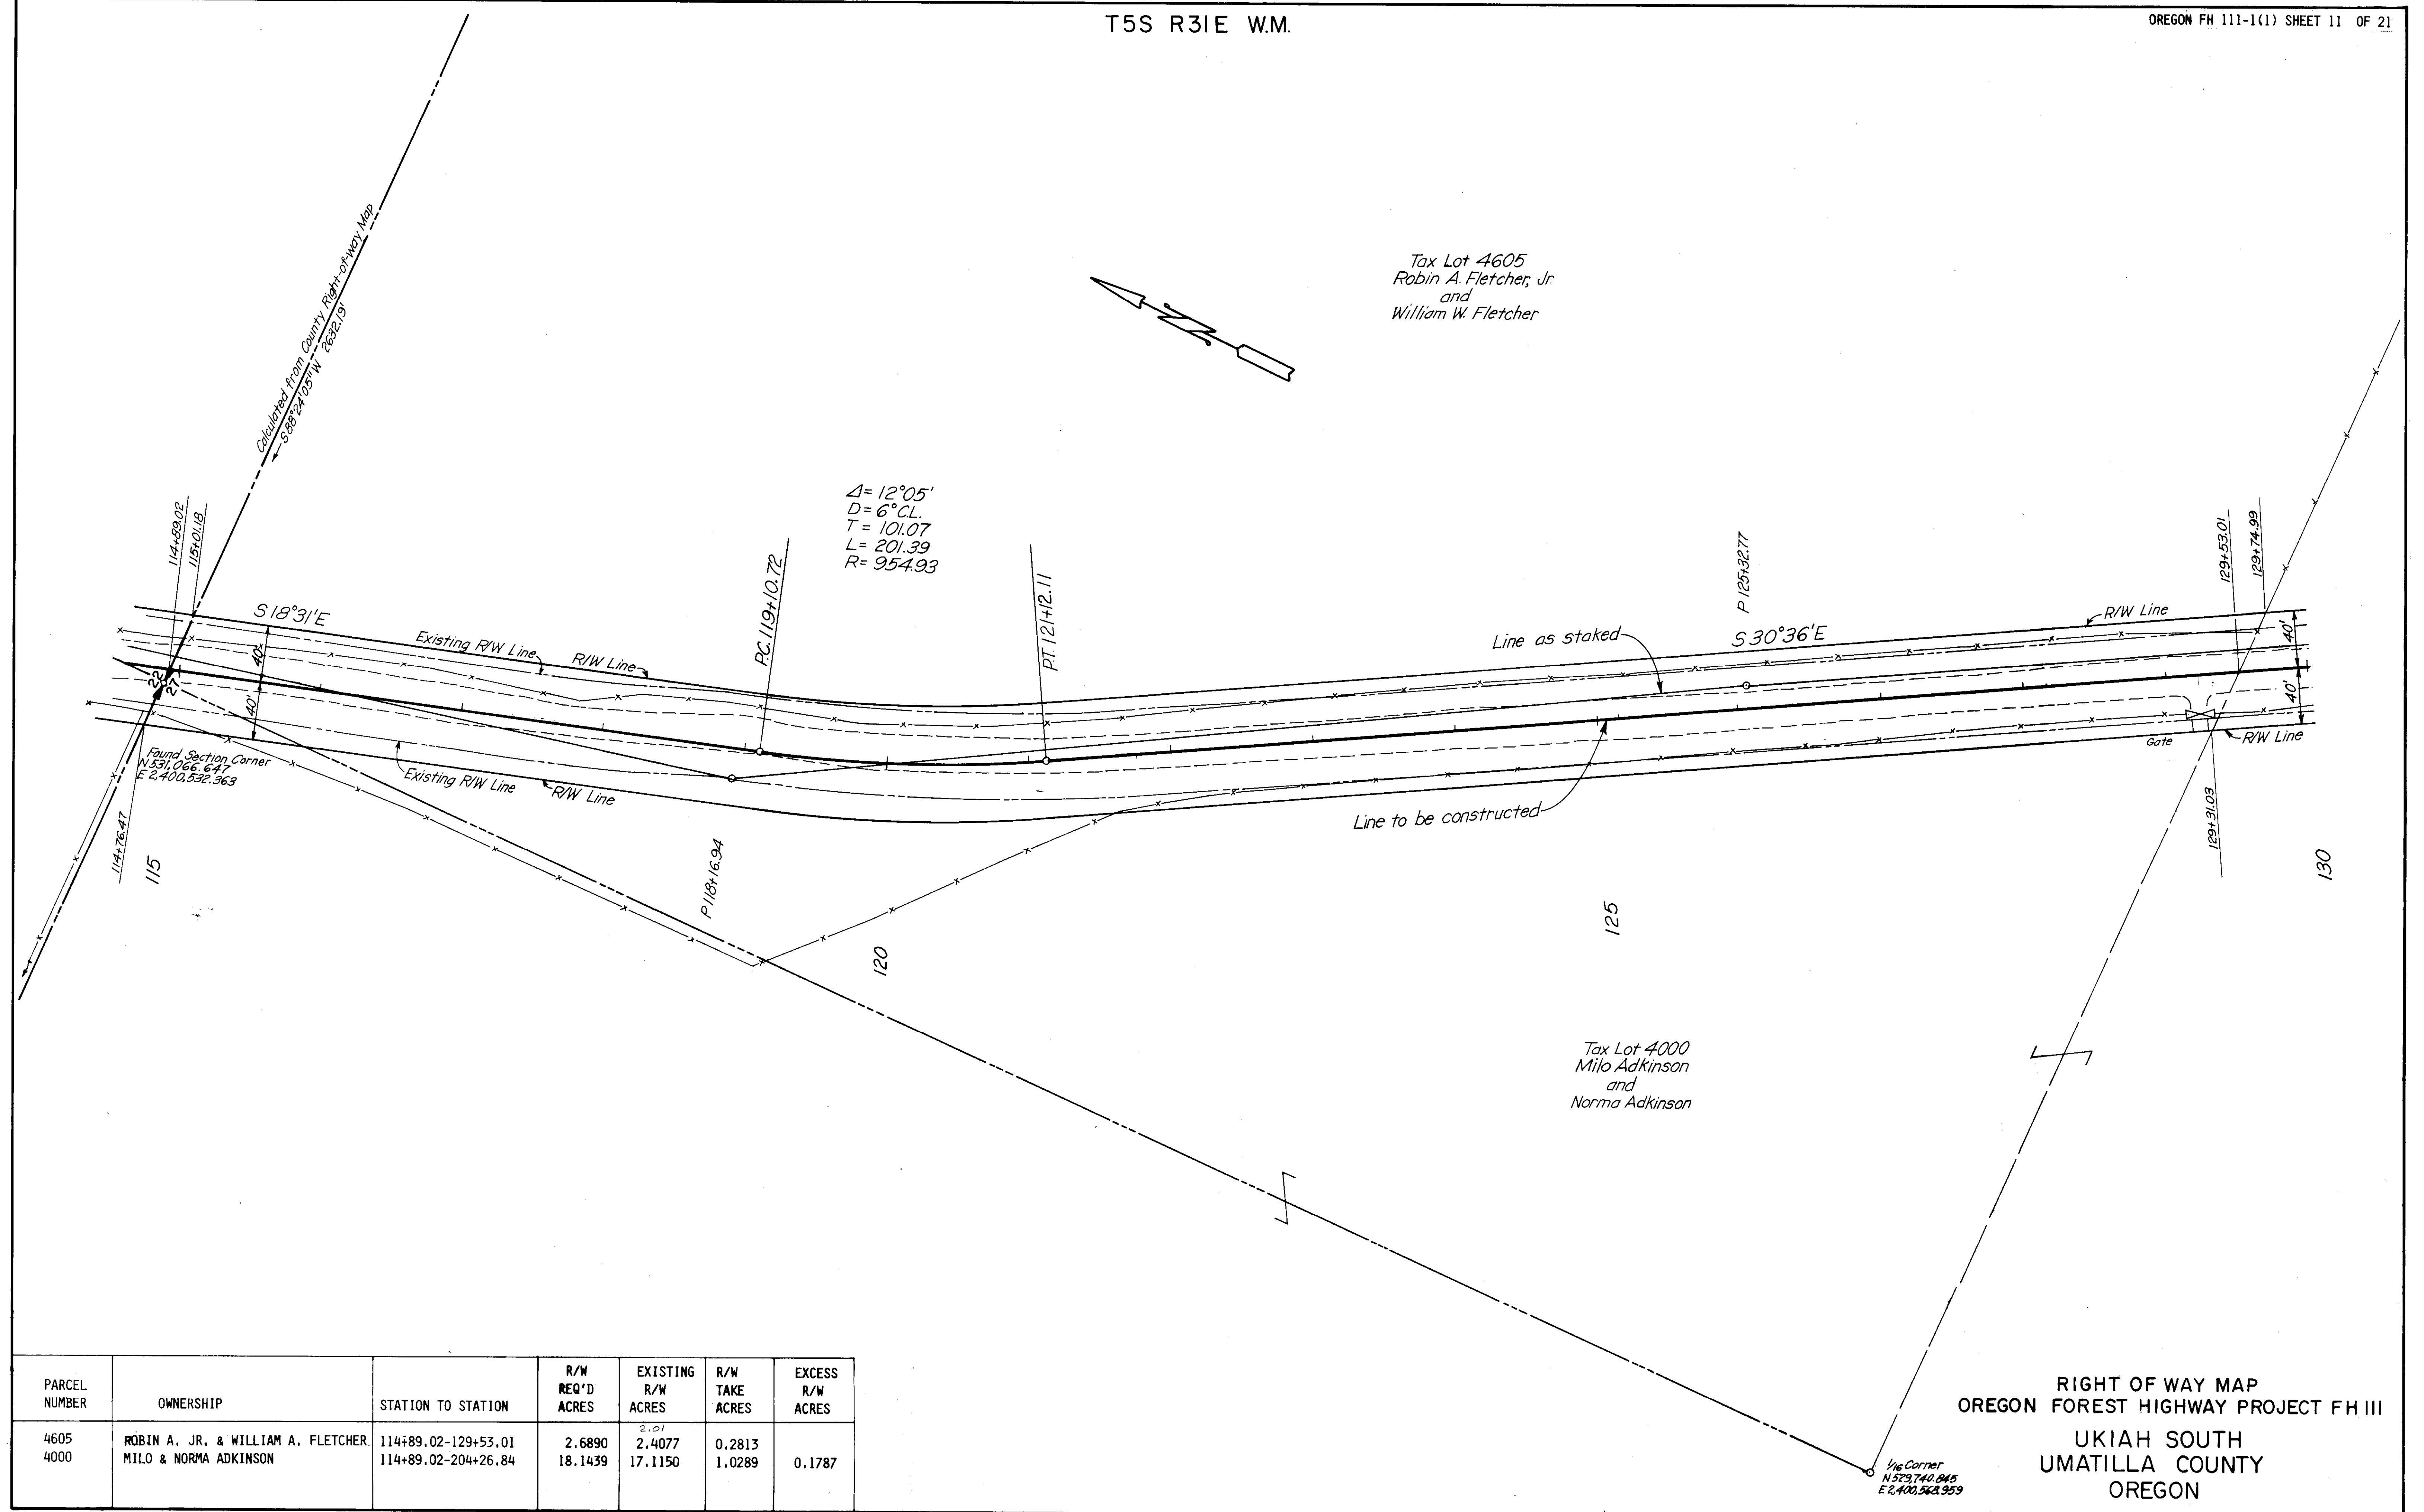 T5S R31E W.M.
OREGON FH 111-1(1) SHEET 11 OF 21
Calculated from County Right-of-way Map
S 88°24'05" W 2632.19'
Tax Lot 4605
Robin A. Fletcher, Jr.
and
William W. Fletcher
N
Δ= 12°05'
D= 6° CL.
T= 101.07
L= 201.39
R= 954.93
114+89.02
115+01.18
S 18°31' E
40'
40'
Existing R/W Line
R/W Line
P.C. 119+10.72
P.T. 121+12.11
Line as staked
P 125+32.77
S 30°36' E
R/W Line
129+53.01
129+74.99
40'
40'
22
27
Found Section Corner
N 531,066.647
E 2,400,532.363
Existing R/W Line
R/W Line
Line to be constructed
Gate
R/W Line
114+76.47
115
P 118+16.94
120
125
129+31.03
130
Tax Lot 4000
Milo Adkinson
and
Norma Adkinson
1/16 Corner
N 529,740.845
E 2,400,568.959
PARCEL NUMBER OWNERSHIP STATION TO STATION R/W REQ'D ACRES EXISTING R/W ACRES R/W TAKE ACRES EXCESS R/W ACRES
2.01
4605 ROBIN A. JR. & WILLIAM A. FLETCHER 114+89.02-129+53.01 2.6890 2.4077 0.2813
4000 MILO & NORMA ADKINSON 114+89.02-204+26.84 18.1439 17.1150 1.0289 0.1787
RIGHT OF WAY MAP
OREGON FOREST HIGHWAY PROJECT FH 111
UKIAH SOUTH
UMATILLA COUNTY
OREGON